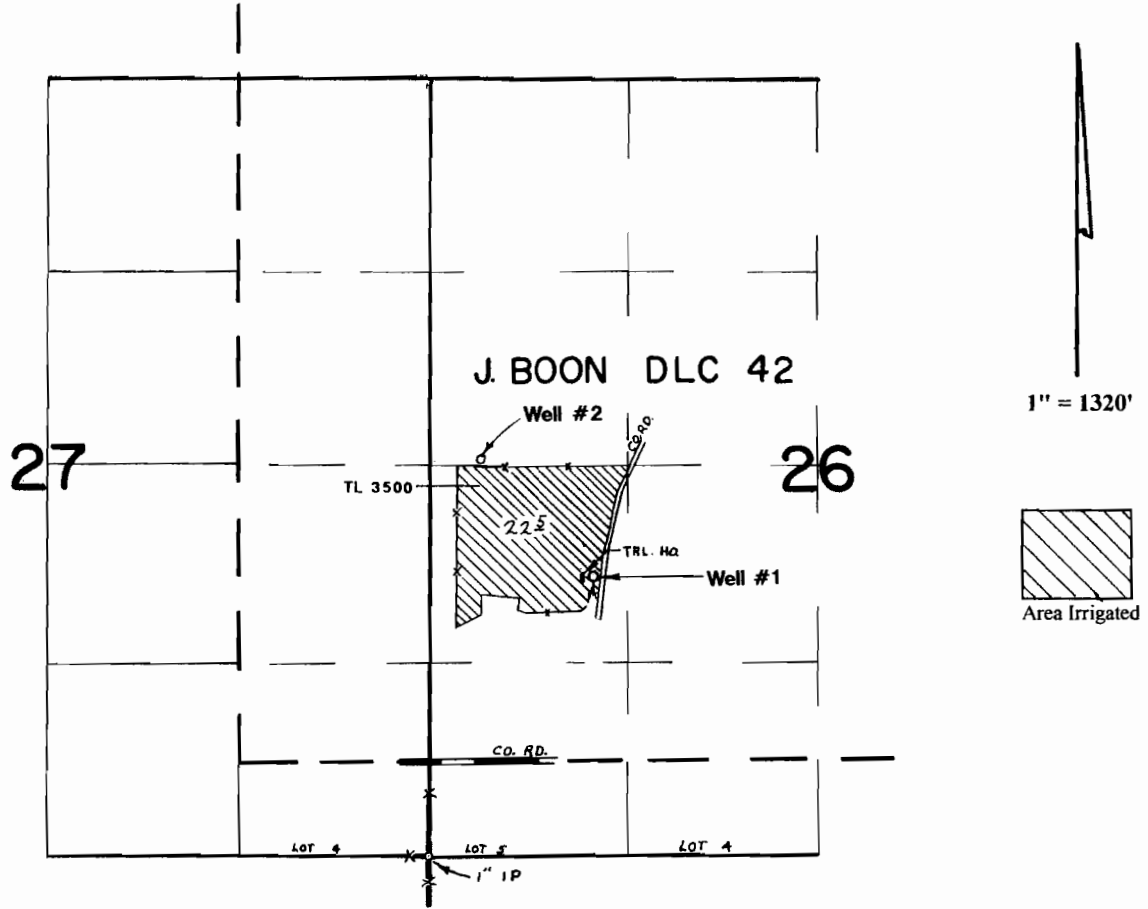 J. BOON DLC 42
1" = 1320'
Well #2
CO. RD.
27
26
TL 3500
22 5
TRL. HO.
Well #1
Area Irrigated
CO. RD.
LOT 4
LOT 5
LOT 4
1" IP